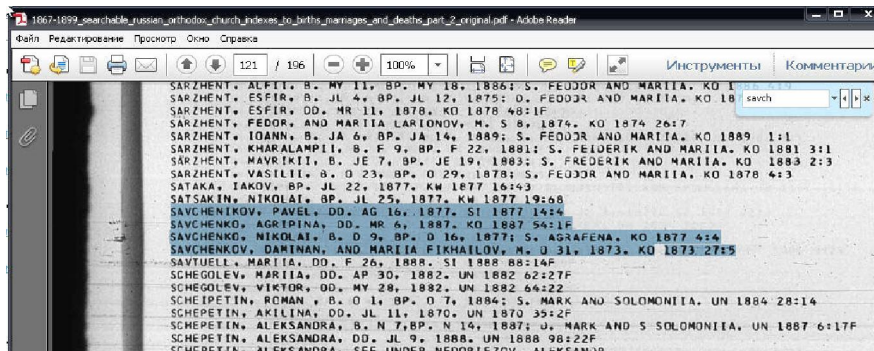 1867-1899_searchable_russian_orthodox_church_indexes_to_births_marriages_and_deaths_part_2_original.pdf - Adobe Reader
Файл Редактирование Просмотр Окно Справка
121 / 196 100% Инструменты Комментарии
savch
SARZHENT, ALFII, B. MY 11, BP. MY 18, 1886; S. FEODOR AND MARIIA. KO
SARZHENT, ESFIR, B. JL 4, BP. JL 12, 1875; D. FEODOR AND MARIIA. KO 187
SARZHENT, ESFIR, DD. MR 11, 1878. KO 1878 48:1F
SARZHENT, FEDOR, AND MARIIA LARIONOV, M. S 8, 1874. KO 1874 26:7
SARZHENT, IOANN, B. JA 6, BP. JA 14, 1889; S. FEODOR AND MARIIA. KO 1889 1:1
SARZHENT, KHARALAMPII, B. F 9, BP. F 22, 1881; S. FEIDERIK AND MARIIA. KO 1881 3:1
SARZHENT, MAVRIKII, B. JE 7, BP. JE 19, 1883; S. FREDERIK AND MARIIA. KO 1883 2:3
SARZHENT, VASILII, B. O 23, BP. O 29, 1878; S. FEODOR AND MARIIA. KO 1878 4:3
SATAKA, IAKOV, BP. JL 22, 1877. KW 1877 16:43
SATSAKIN, NIKOLAI, BP. JL 25, 1877. KW 1877 19:68
SAVCHENIKOV, PAVEL, DD. AG 16, 1877. SI 1877 14:4
SAVCHENKO, AGRIPINA, DD. MR 6, 1887. KO 1887 54:1F
SAVCHENKO, NIKOLAI, B. O 9, BP. O 16, 1877; S. AGRAFENA. KO 1877 4:4
SAVCHENKOV, DAMINAN, AND MARIIA FIKHAILOV, M. O 31, 1873. KO 1873 27:5
SAVTUELL, MARIIA, DD. F 26, 1888. SI 1888 88:14F
SCHEGOLEV, MARIIA, DD. AP 30, 1882. UN 1882 62:27F
SCHEGOLEV, VIKTOR, DD. MY 28, 1882. UN 1882 64:22
SCHEIPETIN, ROMAN , B. O 1, BP. O 7, 1884; S. MARK AND SOLOMONIIA. UN 1884 28:14
SCHEPETIN, AKILINA, DD. JL 11, 1870. UN 1870 35:2F
SCHEPETIN, ALEKSANDRA, B. N 7,BP. N 14, 1887; D. MARK AND S SOLOMONIIA, UN 1887 6:17F
SCHEPETIN, ALEKSANDRA, DD. JL 9, 1888. UN 1888 98:22F
SCHEPETIN, ALEKSANDRA, SEE UNDER